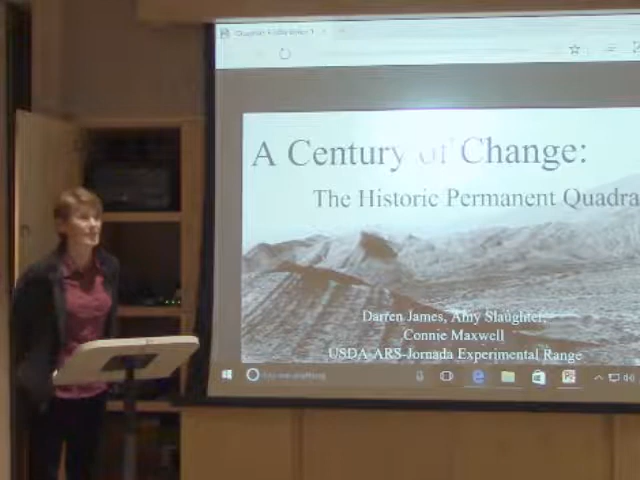 A Century of Change:
The Historic Permanent Quadra
Darren James, Amy Slaughter,
Connie Maxwell
USDA-ARS-Jornada Experimental Range